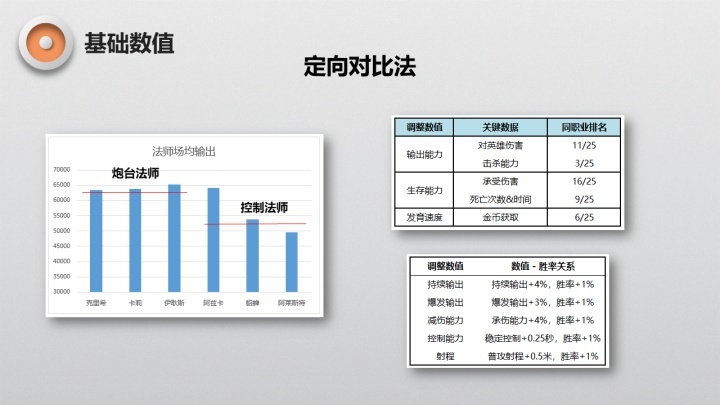 基础数值
定向对比法
法师场均输出
70000
65000
60000
55000
50000
45000
40000
35000
30000
炮台法师
控制法师
克里希 卡莉 伊耿斯 阿兹卡 貂蝉 阿莱斯特
调整数值 关键数据 同职业排名
输出能力 对英雄伤害 11/25
击杀能力 3/25
生存能力 承受伤害 16/25
死亡次数&时间 9/25
发育速度 金币获取 6/25
调整数值 数值 - 胜率关系
持续输出 持续输出+4%，胜率+1%
爆发输出 爆发输出+3%，胜率+1%
减伤能力 承伤能力+4%，胜率+1%
控制能力 稳定控制+0.25秒，胜率+1%
射程 普攻射程+0.5米，胜率+1%